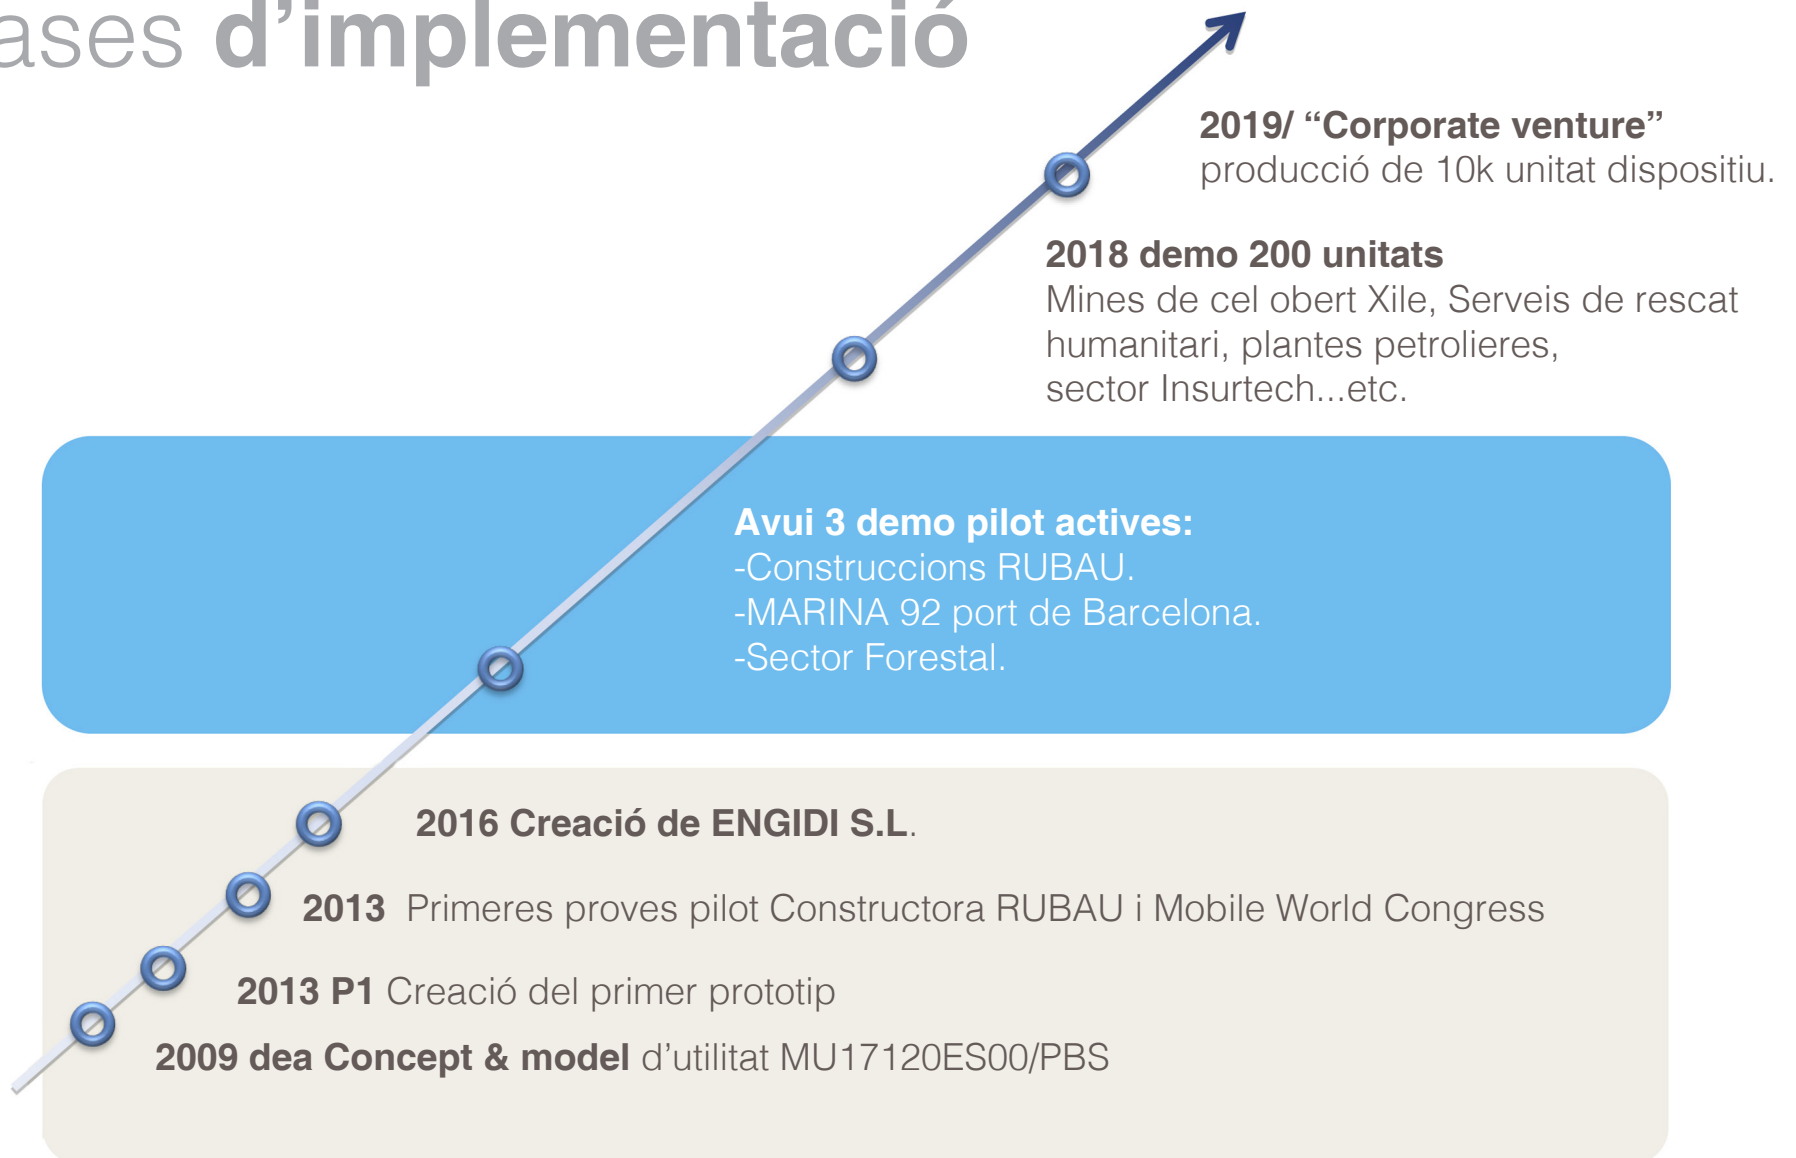 ases d’implementació
2019/ “Corporate venture”
producció de 10k unitat dispositiu.
2018 demo 200 unitats
Mines de cel obert Xile, Serveis de rescat
humanitari, plantes petrolieres,
sector Insurtech...etc.
Avui 3 demo pilot actives:
-Construccions RUBAU.
-MARINA 92 port de Barcelona.
-Sector Forestal.
2016 Creació de ENGIDI S.L.
2013 Primeres proves pilot Constructora RUBAU i Mobile World Congress
2013 P1 Creació del primer prototip
2009 dea Concept & model d’utilitat MU17120ES00/PBS